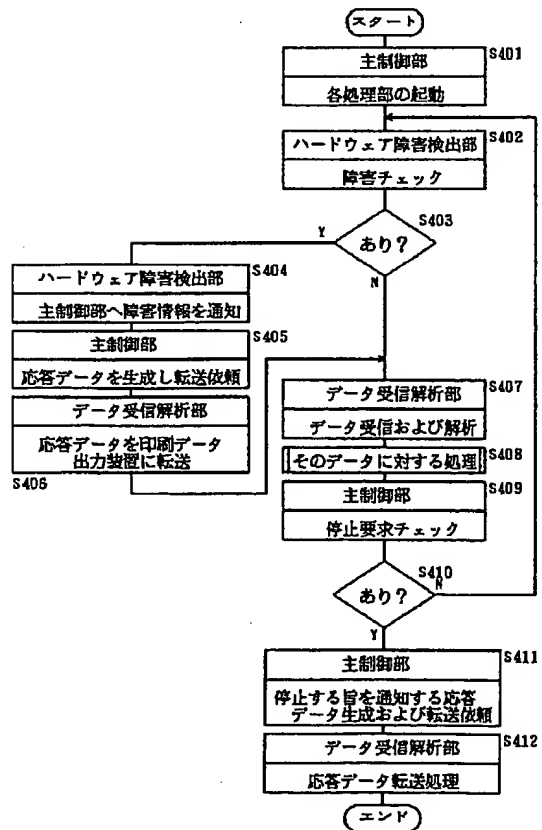 スタート
S401
主制御部
各処理部の起動
S402
ハードウェア障害検出部
障害チェック
S403
あり？
Y
N
S404
ハードウェア障害検出部
主制御部へ障害情報を通知
S405
主制御部
応答データを生成し転送依頼
データ受信解析部
応答データを印刷データ
出力装置に転送
S406
S407
データ受信解析部
データ受信および解析
S408
そのデータに対する処理
S409
主制御部
停止要求チェック
S410
あり？
N
Y
S411
主制御部
停止する旨を通知する応答
データ生成および転送依頼
S412
データ受信解析部
応答データ転送処理
エンド